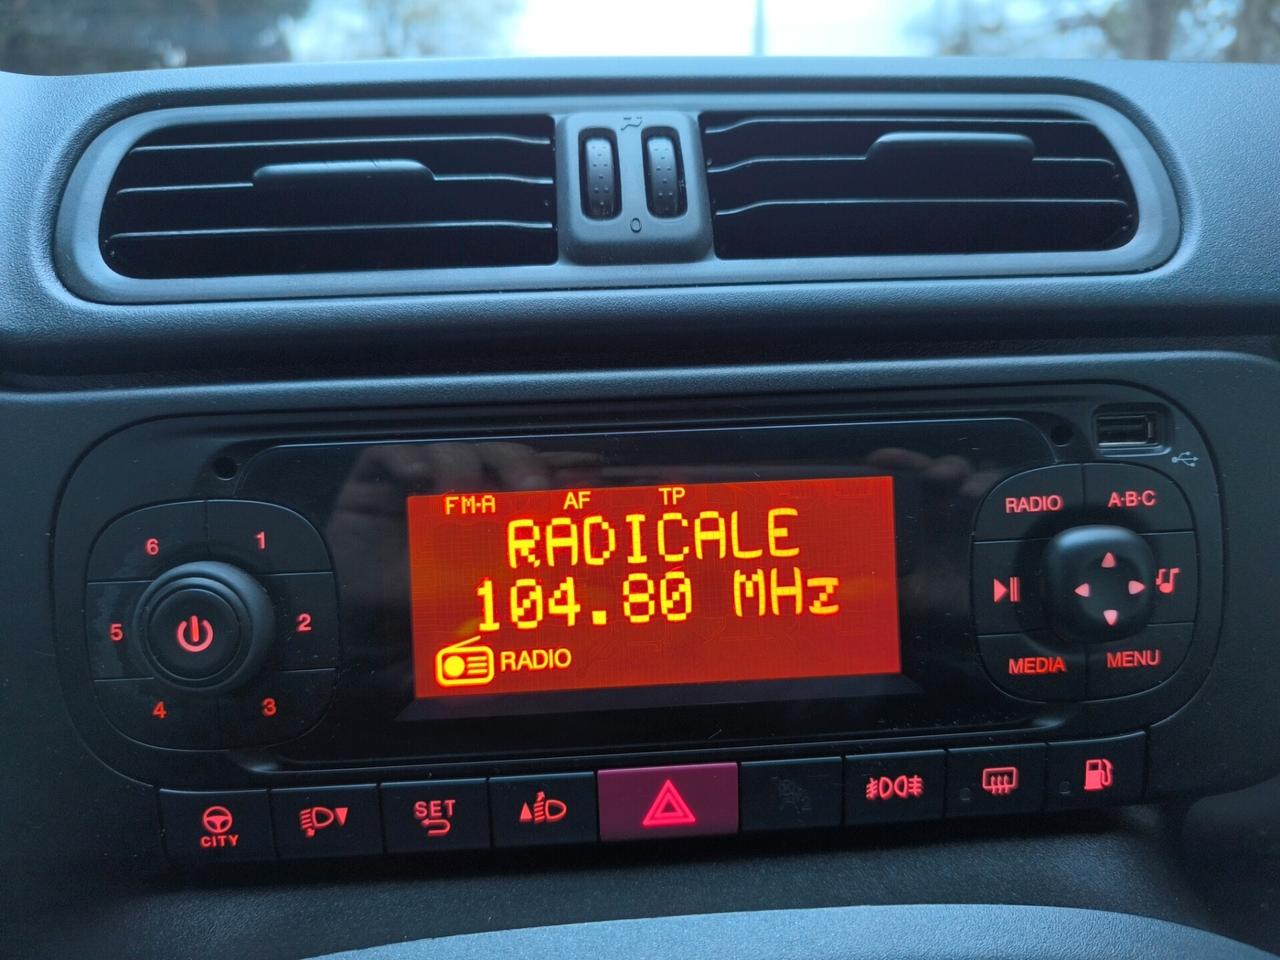 0
FM-A AF TP
RADICALE
104.80 MHz
RADIO
6 1
5 2
4 3
RADIO A·B·C
MEDIA MENU
CITY
SET